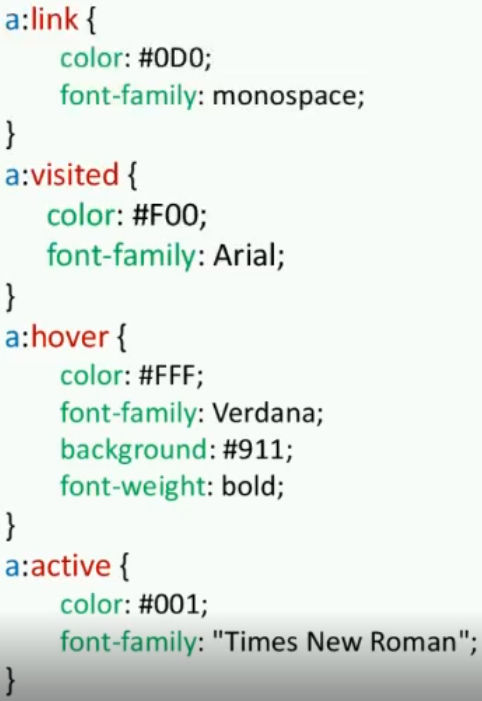 a:link {
color: #0D0;
font-family: monospace;
}
a:visited {
color: #F00;
font-family: Arial;
}
a:hover {
color: #FFF;
font-family: Verdana;
background: #911;
font-weight: bold;
}
a:active {
color: #001;
font-family: "Times New Roman";
}